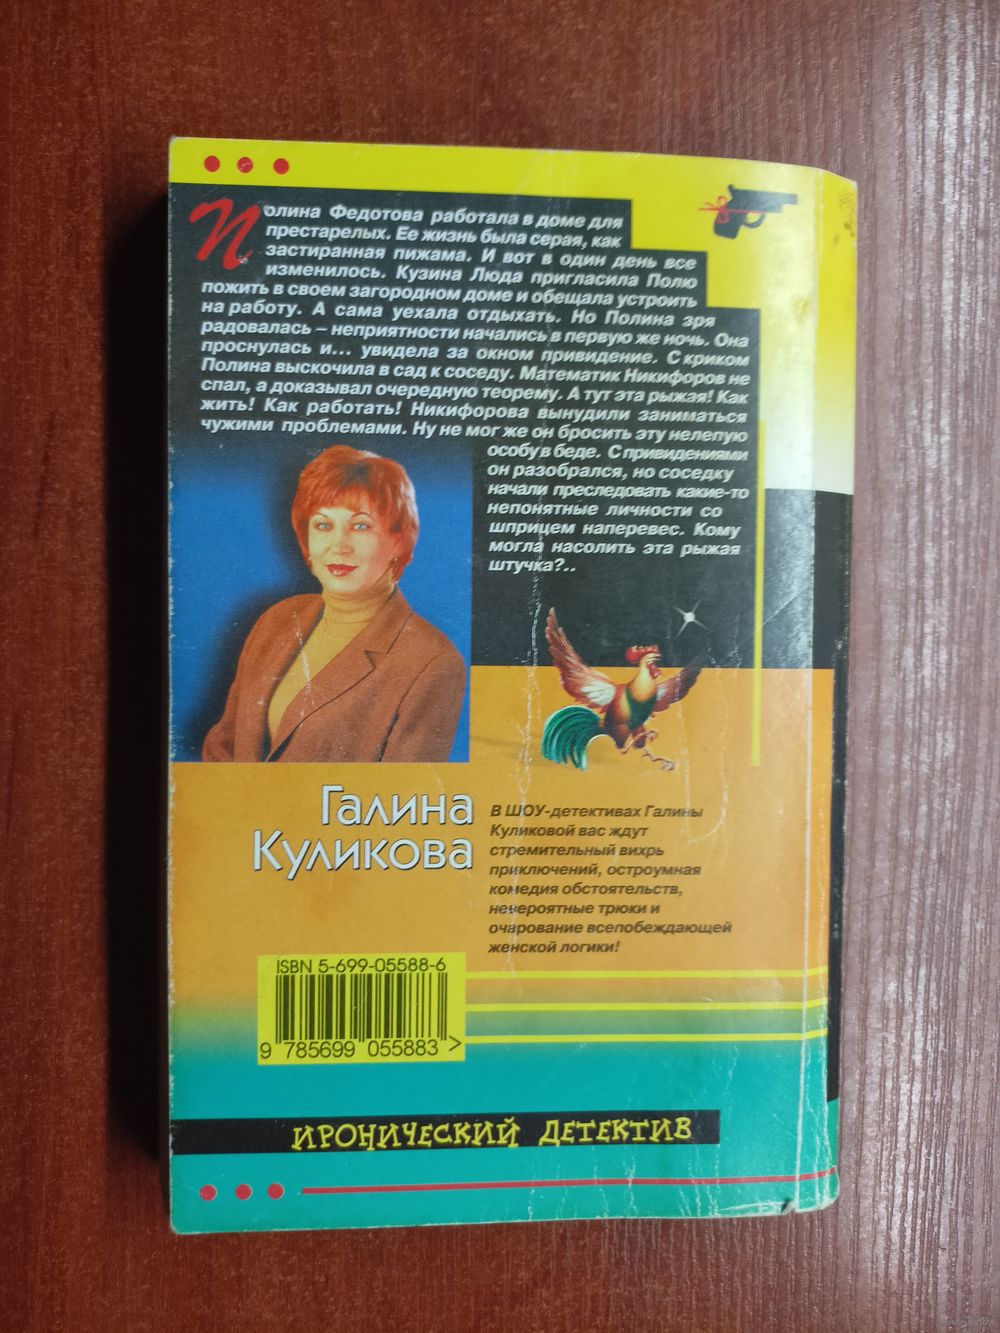 Полина Федотова работала в доме для
престарелых. Ее жизнь была серая, как
застиранная пижама. И вот в один день все
изменилось. Кузина Люда пригласила Полю
пожить в своем загородном доме и обещала устроить
на работу. А сама уехала отдыхать. Но Полина зря
радовалась – неприятности начались в первую же ночь. Она
проснулась и... увидела за окном привидение. С криком
Полина выскочила в сад к соседу. Математик Никифоров не
спал, а доказывал очередную теорему. А тут эта рыжая! Как
жить! Как работать! Никифорова вынудили заниматься
чужими проблемами. Ну не мог же он бросить эту нелепую
особу в беде. С привидениями
он разобрался, но соседку
начали преследовать какие-то
непонятные личности со
шприцем наперевес. Кому
могла насолить эта рыжая
штучка?..
Галина
Куликова
В ШОУ-детективах Галины
Куликовой вас ждут
стремительный вихрь
приключений, остроумная
комедия обстоятельств,
невероятные трюки и
очарование всепобеждающей
женской логики!
ISBN 5-699-05588-6
9 785699 055883 >
ИРОНИЧЕСКИЙ ДЕТЕКТИВ